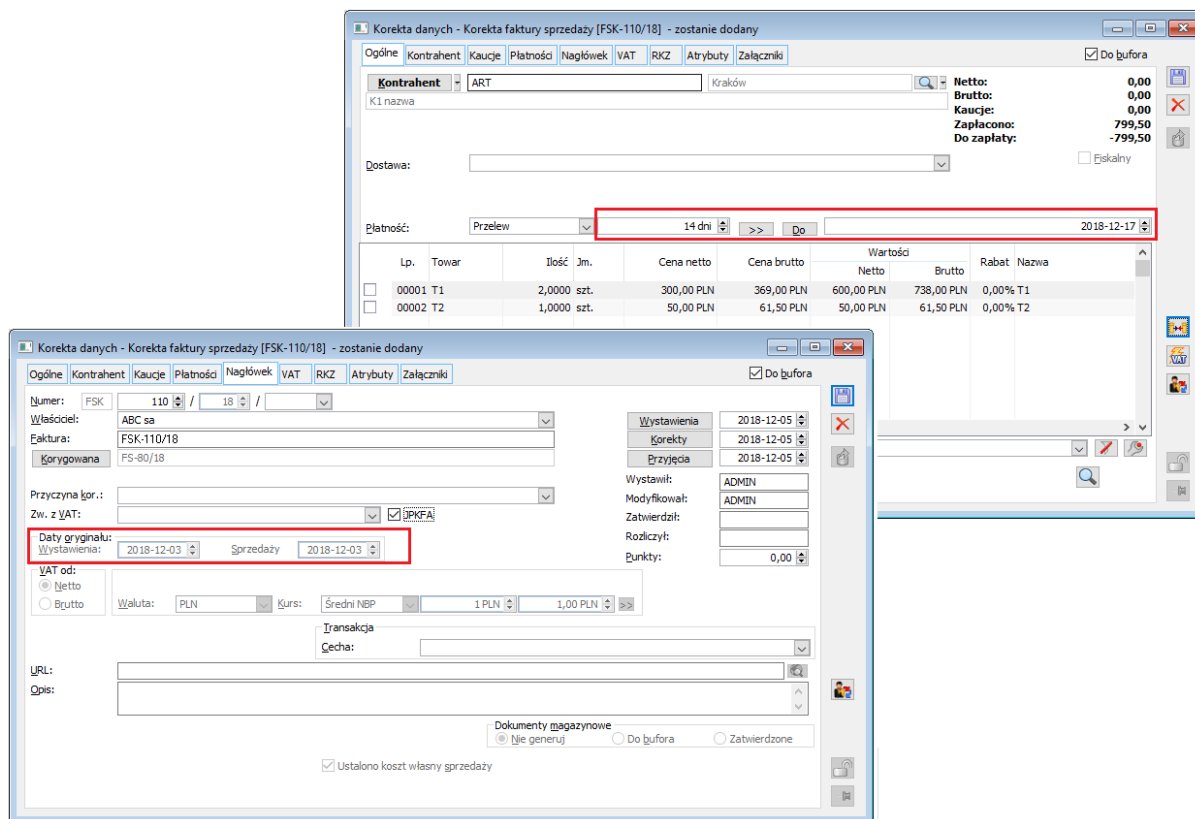 Korekta danych - Korekta faktury sprzedaży [FSK-110/18] - zostanie dodany
Ogólne Kontrahent Kaucje Płatności Nagłówek VAT RKZ Atrybuty Załączniki Do bufora
Kontrahent ART Kraków Netto: 0,00
K1 nazwa Brutto: 0,00
Kaucje: 0,00
Zapłacono: 799,50
Do zapłaty: -799,50
Dostawa: Fiskalny
Płatność: Przelew 14 dni >> Do 2018-12-17
Wartości
Lp. Towar Ilość Jm. Cena netto Cena brutto Netto Brutto Rabat Nazwa
00001 T1 2,0000 szt. 300,00 PLN 369,00 PLN 600,00 PLN 738,00 PLN 0,00% T1
00002 T2 1,0000 szt. 50,00 PLN 61,50 PLN 50,00 PLN 61,50 PLN 0,00% T2
VAT
Korekta danych - Korekta faktury sprzedaży [FSK-110/18] - zostanie dodany
Ogólne Kontrahent Kaucje Płatności Nagłówek VAT RKZ Atrybuty Załączniki Do bufora
Numer: FSK 110 / 18 /
Właściciel: ABC sa Wystawienia 2018-12-05
Faktura: FSK-110/18 Korekty 2018-12-05
Korygowana FS-80/18 Przyjęcia 2018-12-05
Wystawił: ADMIN
Przyczyna kor.: Modyfikował: ADMIN
Zw. z VAT: JPKFA Zatwierdził:
Daty oryginału: Rozliczył:
Wystawienia: 2018-12-03 Sprzedaży 2018-12-03 Punkty: 0,00
VAT od:
Netto
Brutto Waluta: PLN Kurs: Średni NBP 1 PLN 1,00 PLN >>
Transakcja
Cecha:
URL:
Opis:
Dokumenty magazynowe
Nie generuj Do bufora Zatwierdzone
Ustalono koszt własny sprzedaży